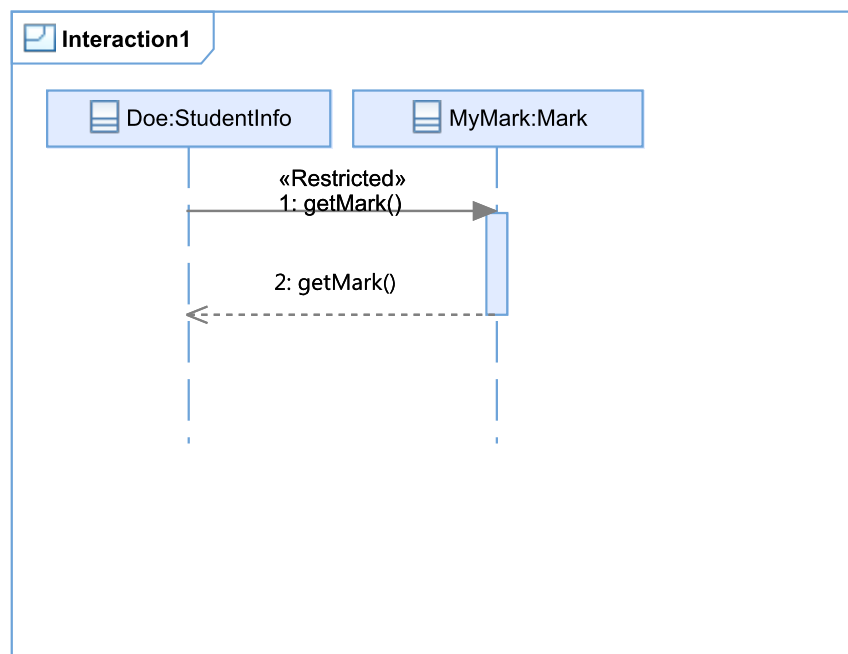 Interaction1
Doe:StudentInfo
MyMark:Mark
«Restricted»
1: getMark()
2: getMark()